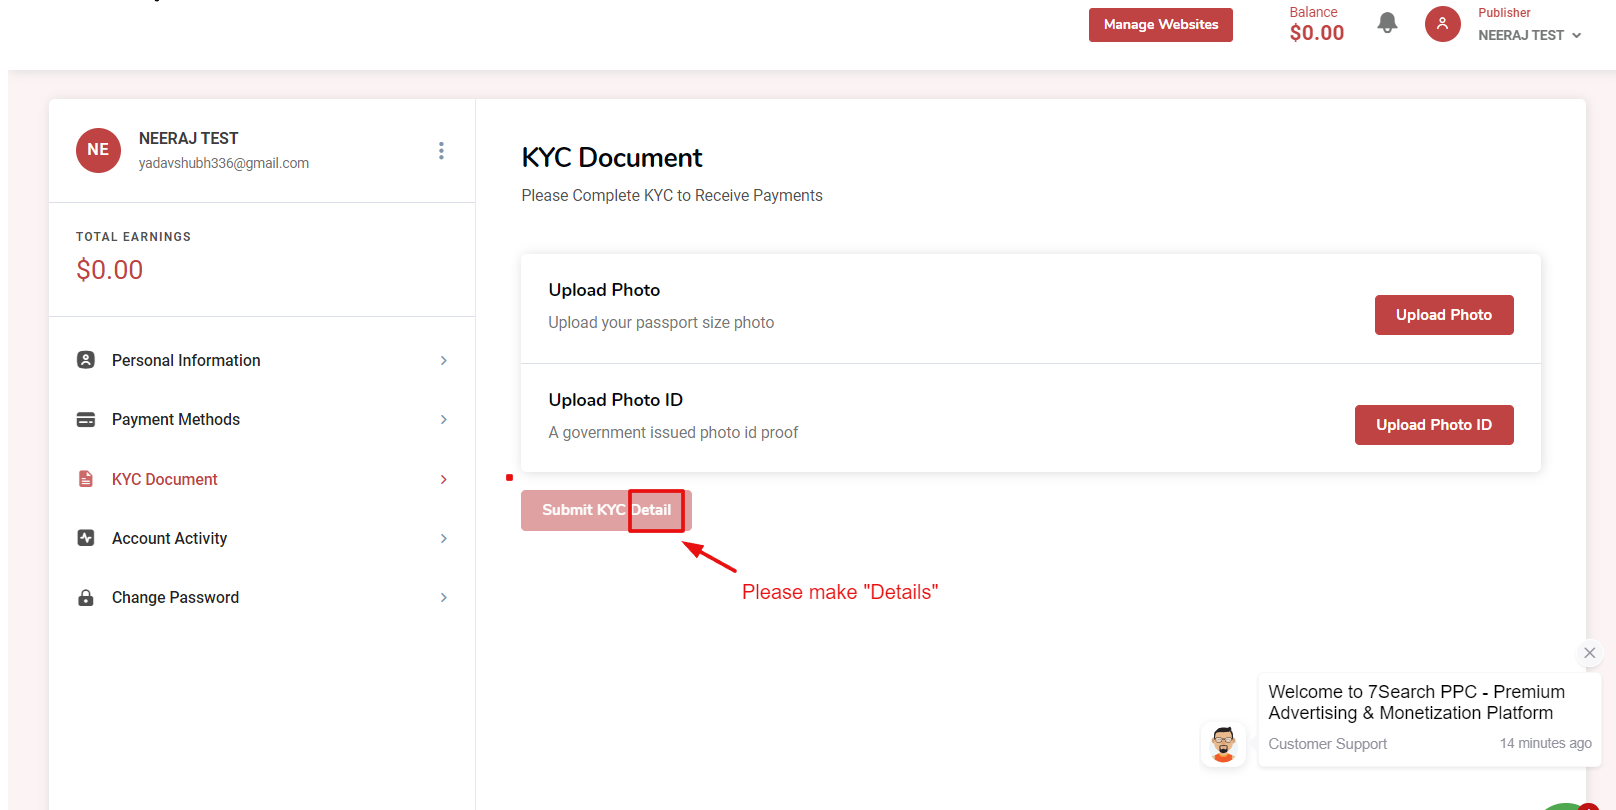 Manage Websites
Balance
$0.00
Publisher
NEERAJ TEST
NE
NEERAJ TEST
yadavshubh336@gmail.com
TOTAL EARNINGS
$0.00
Personal Information
Payment Methods
KYC Document
Account Activity
Change Password
KYC Document
Please Complete KYC to Receive Payments
Upload Photo
Upload your passport size photo
Upload Photo
Upload Photo ID
A government issued photo id proof
Upload Photo ID
Submit KYC Detail
Please make "Details"
Welcome to 7Search PPC - Premium
Advertising & Monetization Platform
Customer Support
14 minutes ago